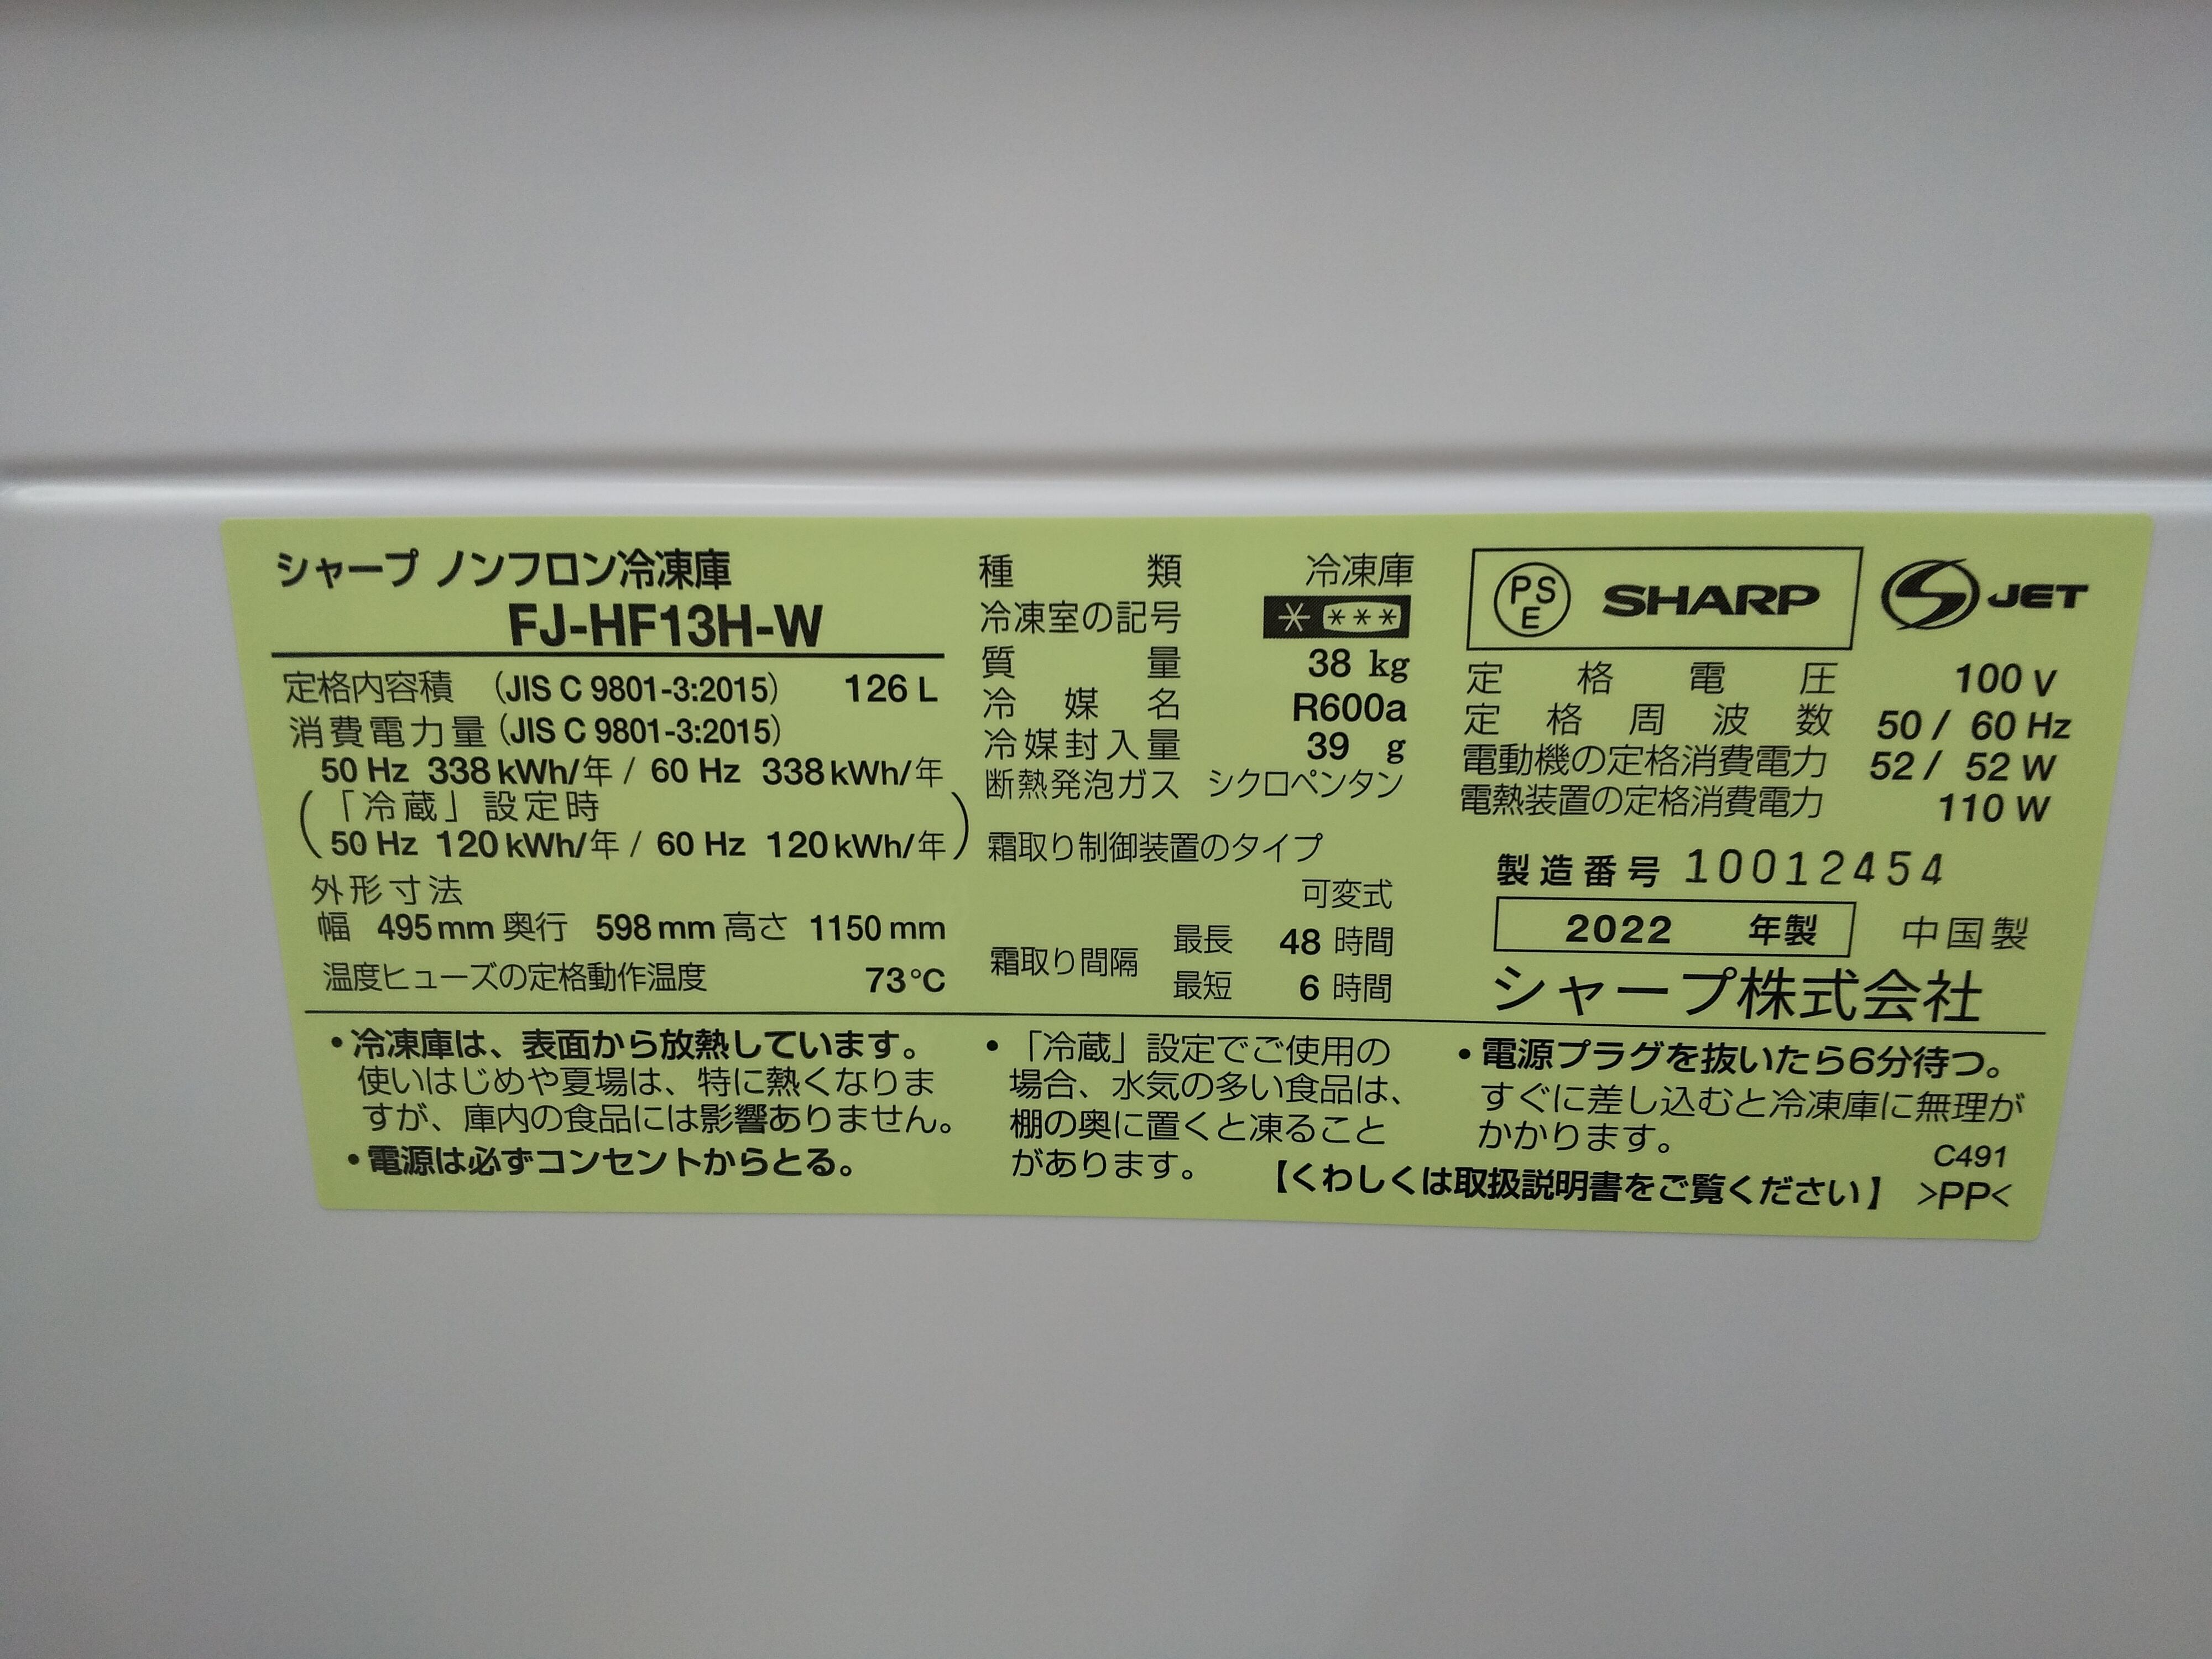 シャープ ノンフロン冷凍庫
FJ-HF13H-W
定格内容積 (JIS C 9801-3:2015) 126 L
消費電力量 (JIS C 9801-3:2015)
50 Hz 338 kWh/年 / 60 Hz 338 kWh/年
(「冷蔵」設定時
50 Hz 120 kWh/年 / 60 Hz 120 kWh/年)
外形寸法
幅 495 mm 奥行 598 mm 高さ 1150 mm
温度ヒューズの定格動作温度 73℃
種類 冷凍庫
冷凍室の記号 * ***
質量 38 kg
冷媒名 R600a
冷媒封入量 39 g
断熱発泡ガス シクロペンタン
霜取り制御装置のタイプ
可変式
霜取り間隔 最長 48 時間
最短 6 時間
PSE SHARP JET
定格電圧 100 V
定格周波数 50 / 60 Hz
電動機の定格消費電力 52 / 52 W
電熱装置の定格消費電力 110 W
製造番号 10012454
2022 年製 中国製
シャープ株式会社
・冷凍庫は、表面から放熱しています。
使いはじめや夏場は、特に熱くなりま
すが、庫内の食品には影響ありません。
・電源は必ずコンセントからとる。
・「冷蔵」設定でご使用の
場合、水気の多い食品は、
棚の奥に置くと凍ること
があります。
・電源プラグを抜いたら6分待つ。
すぐに差し込むと冷凍庫に無理が
かかります。
C491
【くわしくは取扱説明書をご覧ください】 >PP<